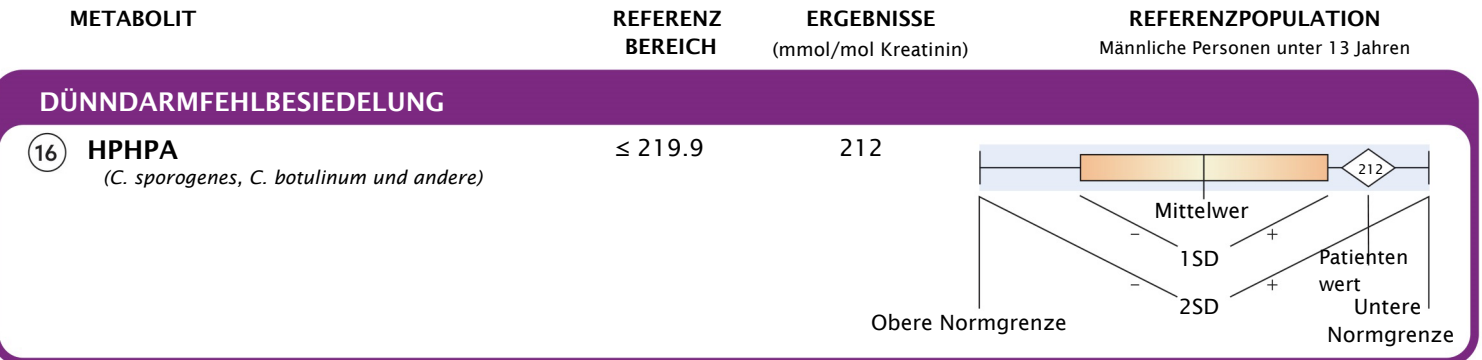 METABOLIT
REFERENZ
BEREICH
ERGEBNISSE
(mmol/mol Kreatinin)
REFERENZPOPULATION
Männliche Personen unter 13 Jahren
DÜNNDARMFEHLBESIEDELUNG
16 HPHPA ≤ 219.9 212
(C. sporogenes, C. botulinum und andere)
212
Mittelwer
− +
1SD
Patienten
wert
− +
2SD
Obere Normgrenze
Untere
Normgrenze